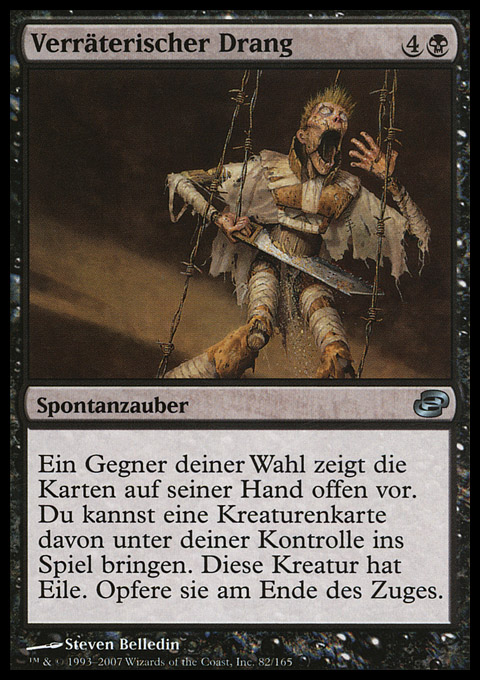 Verräterischer Drang 4
Spontanzauber
Ein Gegner deiner Wahl zeigt die
Karten auf seiner Hand offen vor.
Du kannst eine Kreaturenkarte
davon unter deiner Kontrolle ins
Spiel bringen. Diese Kreatur hat
Eile. Opfere sie am Ende des Zuges.
Steven Belledin
™ & © 1993–2007 Wizards of the Coast, Inc. 82/165